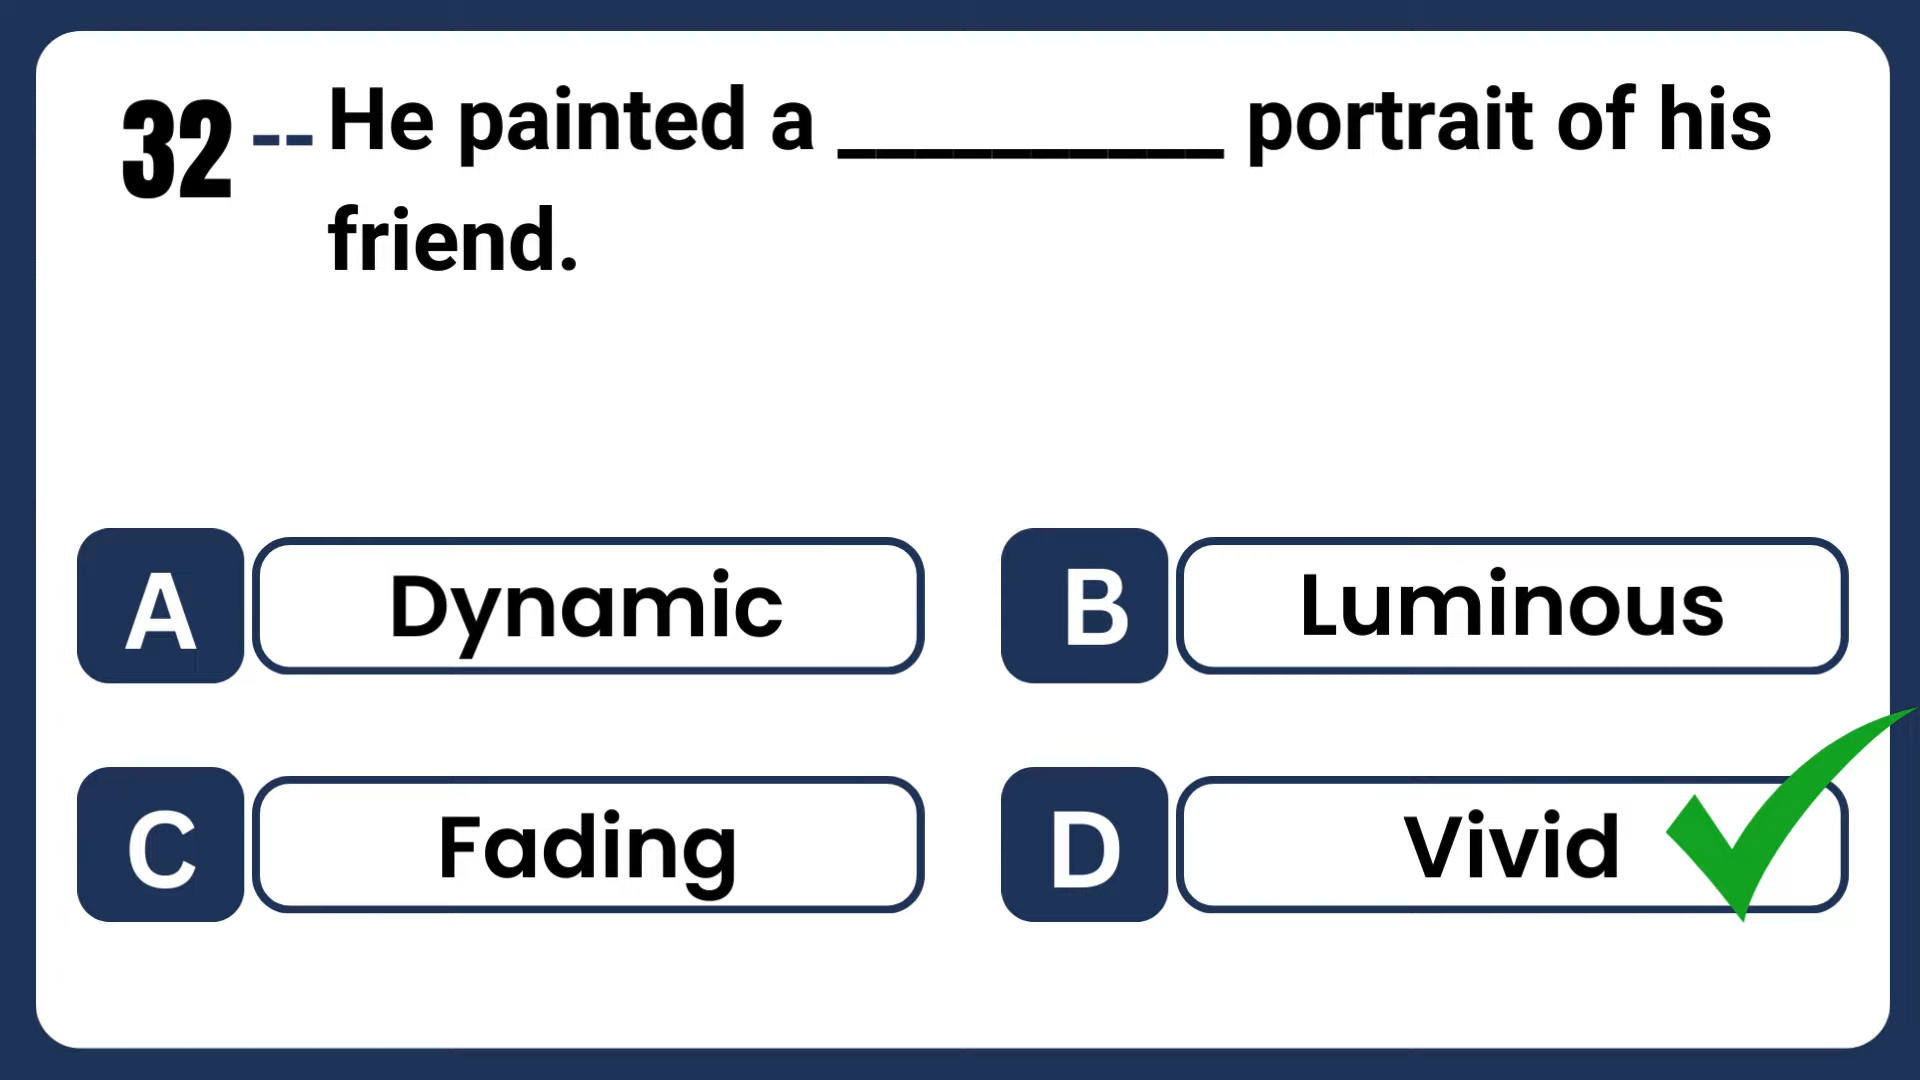 32 -- He painted a __________ portrait of his
friend.
A Dynamic
B Luminous
C Fading
D Vivid